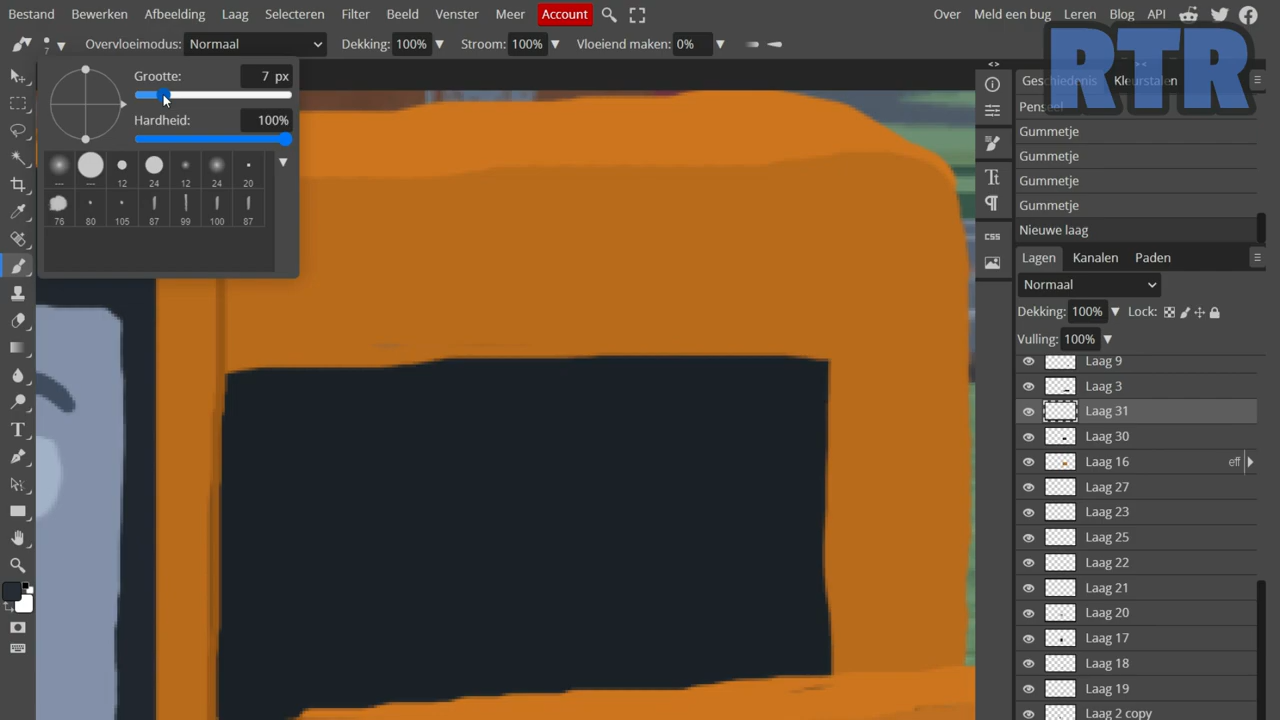 Bestand Bewerken Afbeelding Laag Selecteren Filter Beeld Venster Meer Account Over Meld een bug Leren Blog API
7 Overvloeimodus: Normaal Dekking: 100% Stroom: 100% Vloeiend maken: 0%
RTR
Grootte: 7 px
Hardheid: 100%
--- --- 12 24 12 24 20
76 80 105 87 99 100 87
< > > <
Geschiedenis Kleurstalen
Penseel
Gummetje
Gummetje
Gummetje
Gummetje
Nieuwe laag
CSS
Lagen Kanalen Paden
Normaal
Dekking: 100% Lock:
Vulling: 100%
Laag 9
Laag 3
Laag 31
Laag 30
Laag 16 eff
Laag 27
Laag 23
Laag 25
Laag 22
Laag 21
Laag 20
Laag 17
Laag 18
Laag 19
Laag 2 copy